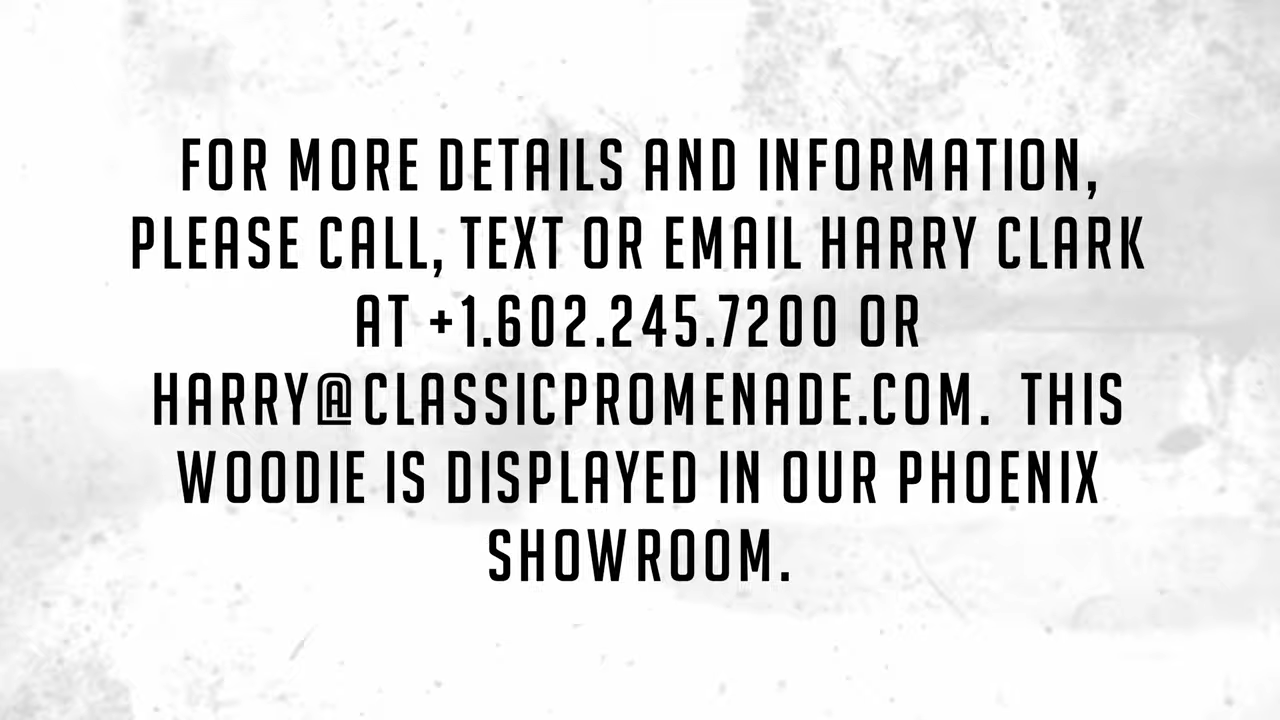 FOR MORE DETAILS AND INFORMATION,
PLEASE CALL, TEXT OR EMAIL HARRY CLARK
AT +1.602.245.7200 OR
HARRY@CLASSICPROMENADE.COM.  THIS
WOODIE IS DISPLAYED IN OUR PHOENIX
SHOWROOM.